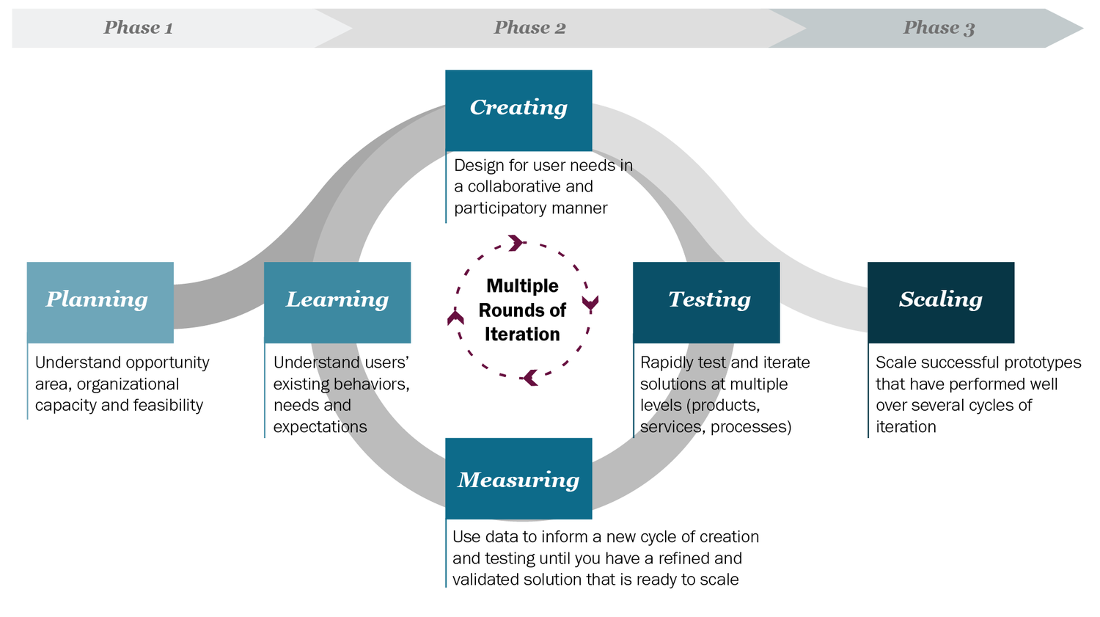 Phase 1
Phase 2
Phase 3
Creating
Design for user needs in
a collaborative and
participatory manner
Planning
Understand opportunity
area, organizational
capacity and feasibility
Learning
Understand users’
existing behaviors,
needs and
expectations
Multiple
Rounds of
Iteration
Testing
Rapidly test and iterate
solutions at multiple
levels (products,
services, processes)
Scaling
Scale successful prototypes
that have performed well
over several cycles of
iteration
Measuring
Use data to inform a new cycle of creation
and testing until you have a refined and
validated solution that is ready to scale